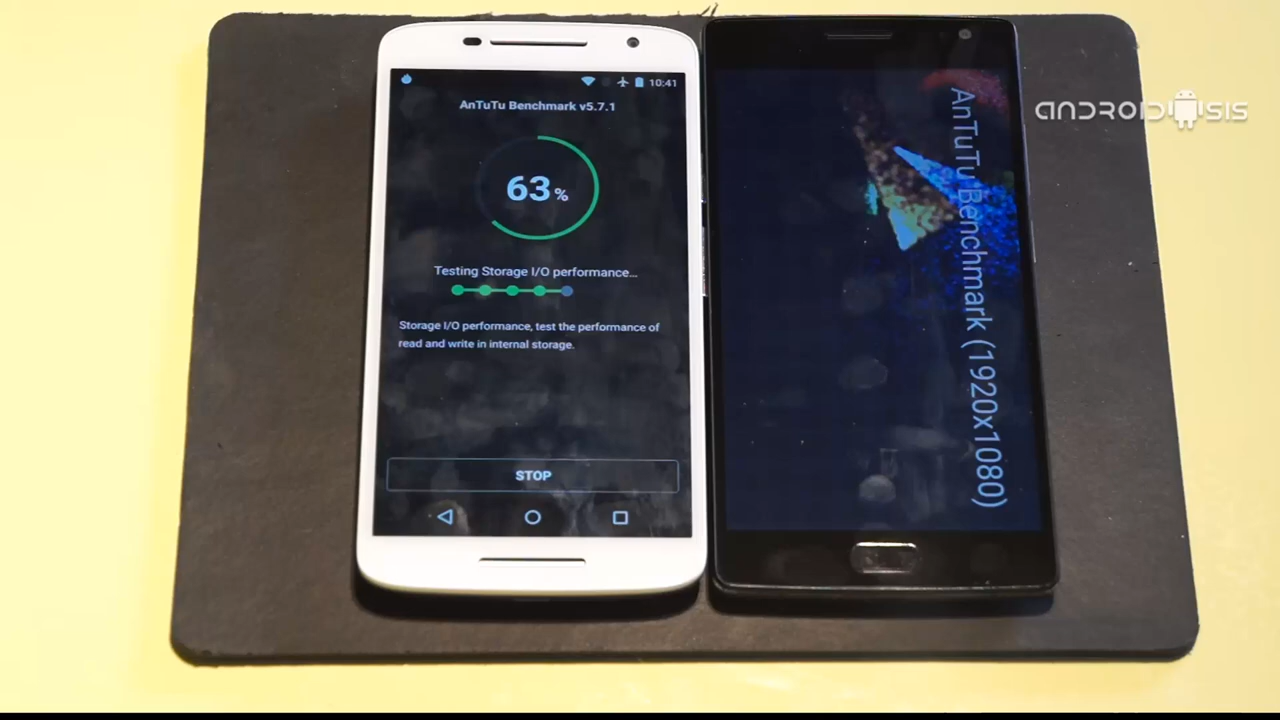 10:41
AnTuTu Benchmark v5.7.1
63%
Testing Storage I/O performance...
Storage I/O performance, test the performance of
read and write in internal storage.
STOP
AnTuTu Benchmark (1920x1080)
ANDROIDSIS